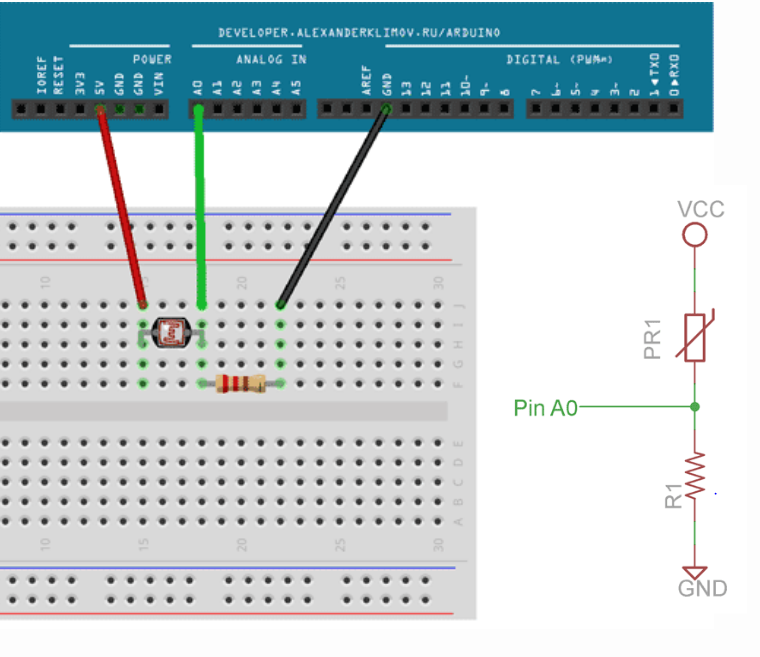 DEVELOPER.ALEXANDERKLIMOV.RU/ARDUINO
POWER ANALOG IN DIGITAL (PWM≈)
IOREF RESET 3V3 5V GND GND VIN A0 A1 A2 A3 A4 A5 AREF GND 13 12 11 10~ 9~ 8 7 6~ 5~ 4 3~ 2 1◄TX0 0►RX0
10 15 20 25 30
J
I
H
G
F
E
D
C
B
A
10 15 20 25 30
VCC
PR1
Pin A0
R1
GND